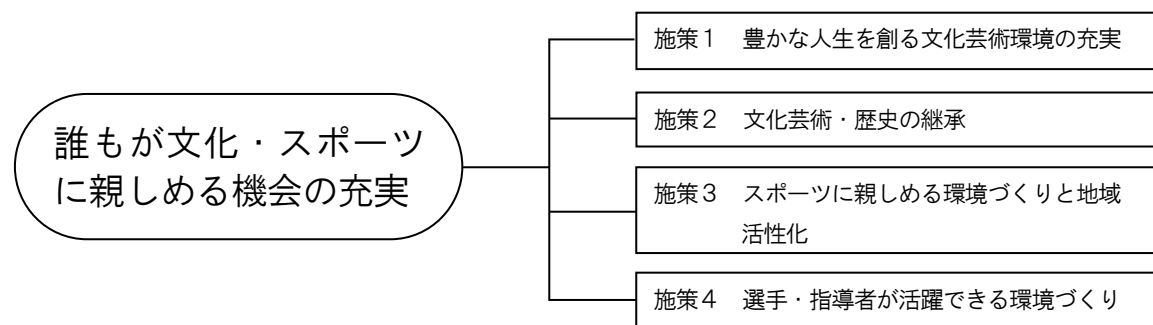 誰もが文化・スポーツ
に親しめる機会の充実
施策１　豊かな人生を創る文化芸術環境の充実
施策２　文化芸術・歴史の継承
施策３　スポーツに親しめる環境づくりと地域
活性化
施策４　選手・指導者が活躍できる環境づくり